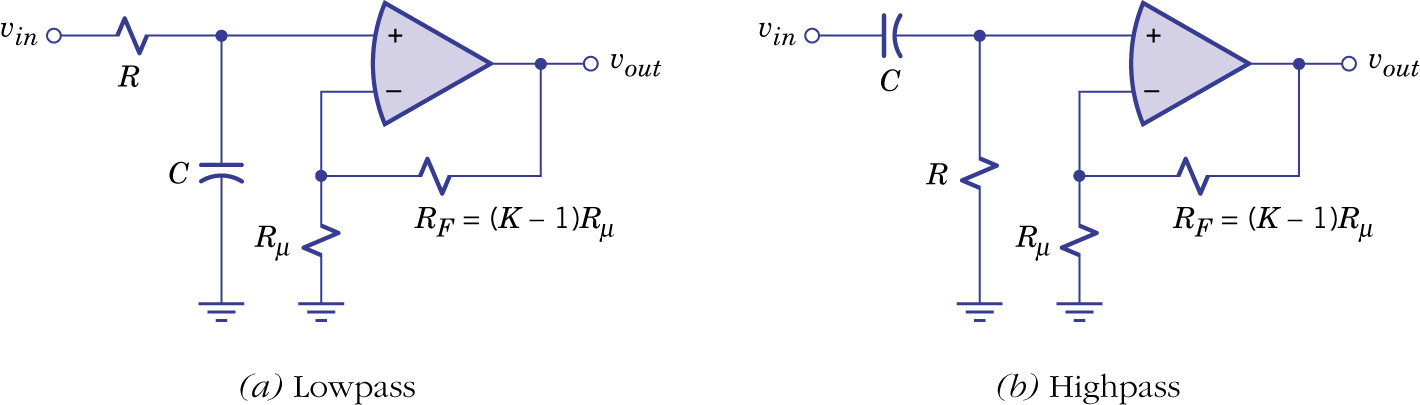 v_in
R
C
+
−
v_out
R_F = (K − 1)R_μ
R_μ
(a) Lowpass
v_in
C
R
+
−
v_out
R_F = (K − 1)R_μ
R_μ
(b) Highpass